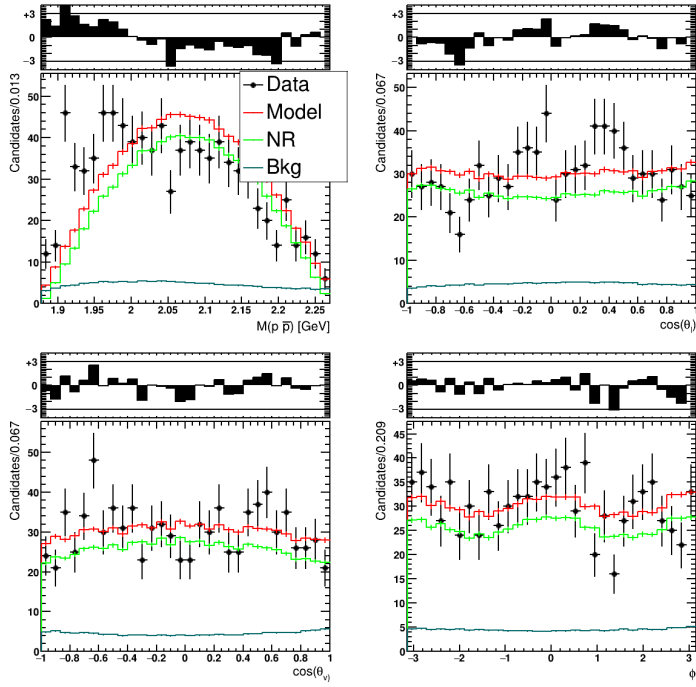 +3
0
−3
+3
0
−3
Candidates/0.013
50
40
30
20
10
0
1.9 1.95 2 2.05 2.1 2.15 2.2 2.25
M(p p̅) [GeV]
Data
Model
NR
Bkg
Candidates/0.067
50
40
30
20
10
0
−1 −0.8 −0.6 −0.4 −0.2 0 0.2 0.4 0.6 0.8 1
cos(θl)
+3
0
−3
+3
0
−3
Candidates/0.067
50
40
30
20
10
0
−1 −0.8 −0.6 −0.4 −0.2 0 0.2 0.4 0.6 0.8 1
cos(θv)
Candidates/0.209
45
40
35
30
25
20
15
10
5
0
−3 −2 −1 0 1 2 3
ϕ